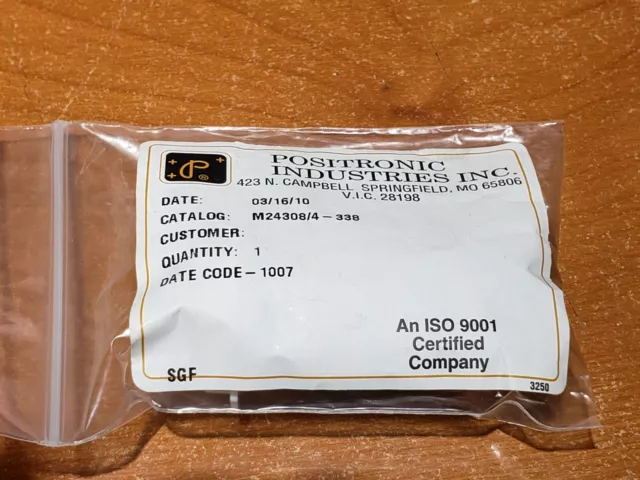 P
®
POSITRONIC
INDUSTRIES INC.
423 N. CAMPBELL SPRINGFIELD, MO 65806
V.I.C. 28198
DATE: 03/16/10
CATALOG: M24308/4-338
CUSTOMER:
QUANTITY: 1
DATE CODE-1007
An ISO 9001
Certified
Company
SGF
3250